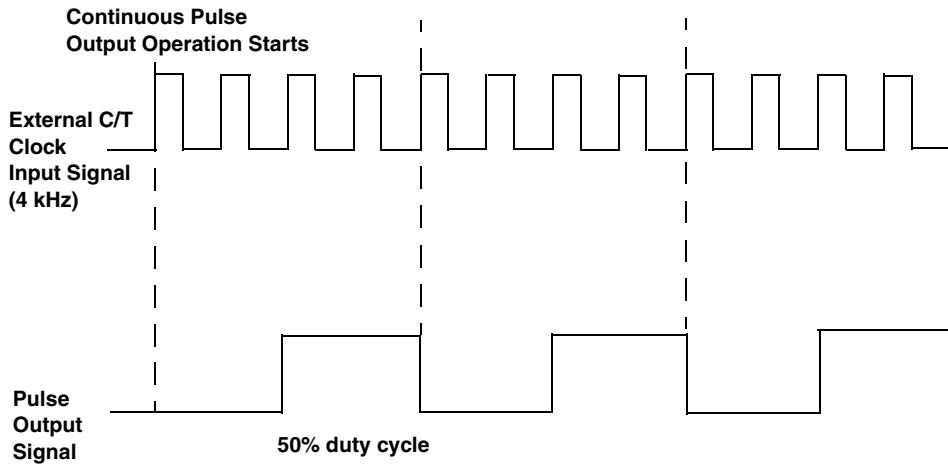 Continuous Pulse
Output Operation Starts
External C/T
Clock
Input Signal
(4 kHz)
Pulse
Output
Signal
50% duty cycle